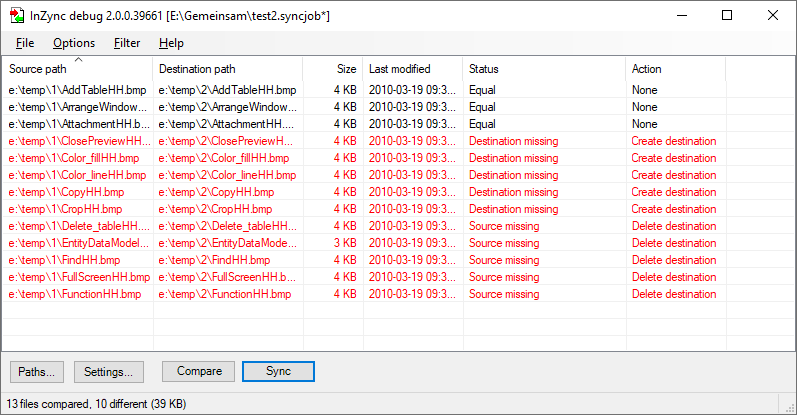 InZync debug 2.0.0.39661 [E:\Gemeinsam\test2.syncjob*]
File Options Filter Help
Source path Destination path Size Last modified Status Action
e:\temp\1\AddTableHH.bmp e:\temp\2\AddTableHH.bmp 4 KB 2010-03-19 09:3... Equal None
e:\temp\1\ArrangeWindow... e:\temp\2\ArrangeWindow... 4 KB 2010-03-19 09:3... Equal None
e:\temp\1\AttachmentHH.bmp e:\temp\2\AttachmentHH.... 4 KB 2010-03-19 09:3... Equal None
e:\temp\1\ClosePreviewHH... e:\temp\2\ClosePreviewHH... 4 KB 2010-03-19 09:3... Destination missing Create destination
e:\temp\1\Color_fillHH.bmp e:\temp\2\Color_fillHH.bmp 4 KB 2010-03-19 09:3... Destination missing Create destination
e:\temp\1\Color_lineHH.bmp e:\temp\2\Color_lineHH.bmp 4 KB 2010-03-19 09:3... Destination missing Create destination
e:\temp\1\CopyHH.bmp e:\temp\2\CopyHH.bmp 4 KB 2010-03-19 09:3... Destination missing Create destination
e:\temp\1\CropHH.bmp e:\temp\2\CropHH.bmp 4 KB 2010-03-19 09:3... Destination missing Create destination
e:\temp\1\Delete_tableHH.... e:\temp\2\Delete_tableHH.... 4 KB 2010-03-19 09:3... Source missing Delete destination
e:\temp\1\EntityDataModel... e:\temp\2\EntityDataModel... 3 KB 2010-03-19 09:3... Source missing Delete destination
e:\temp\1\FindHH.bmp e:\temp\2\FindHH.bmp 4 KB 2010-03-19 09:3... Source missing Delete destination
e:\temp\1\FullScreenHH.bmp e:\temp\2\FullScreenHH.b... 4 KB 2010-03-19 09:3... Source missing Delete destination
e:\temp\1\FunctionHH.bmp e:\temp\2\FunctionHH.bmp 4 KB 2010-03-19 09:3... Source missing Delete destination
Paths... Settings... Compare Sync
13 files compared, 10 different (39 KB)